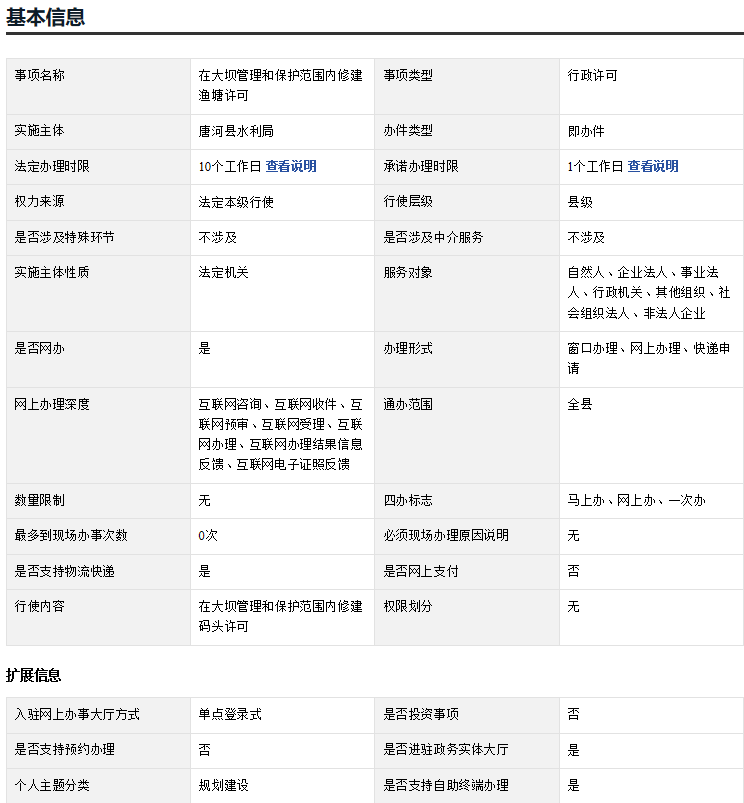 基本信息
事项名称 在大坝管理和保护范围内修建 事项类型 行政许可
渔塘许可
实施主体 唐河县水利局 办件类型 即办件
法定办理时限 10个工作日 查看说明 承诺办理时限 1个工作日 查看说明
权力来源 法定本级行使 行使层级 县级
是否涉及特殊环节 不涉及 是否涉及中介服务 不涉及
实施主体性质 法定机关 服务对象 自然人、企业法人、事业法
人、行政机关、其他组织、社
会组织法人、非法人企业
是否网办 是 办理形式 窗口办理、网上办理、快递申
请
网上办理深度 互联网咨询、互联网收件、互 通办范围 全县
联网预审、互联网受理、互联
网办理、互联网办理结果信息
反馈、互联网电子证照反馈
数量限制 无 四办标志 马上办、网上办、一次办
最多到现场办事次数 0次 必须现场办理原因说明 无
是否支持物流快递 是 是否网上支付 否
行使内容 在大坝管理和保护范围内修建 权限划分 无
码头许可
扩展信息
入驻网上办事大厅方式 单点登录式 是否投资事项 否
是否支持预约办理 否 是否进驻政务实体大厅 是
个人主题分类 规划建设 是否支持自助终端办理 是